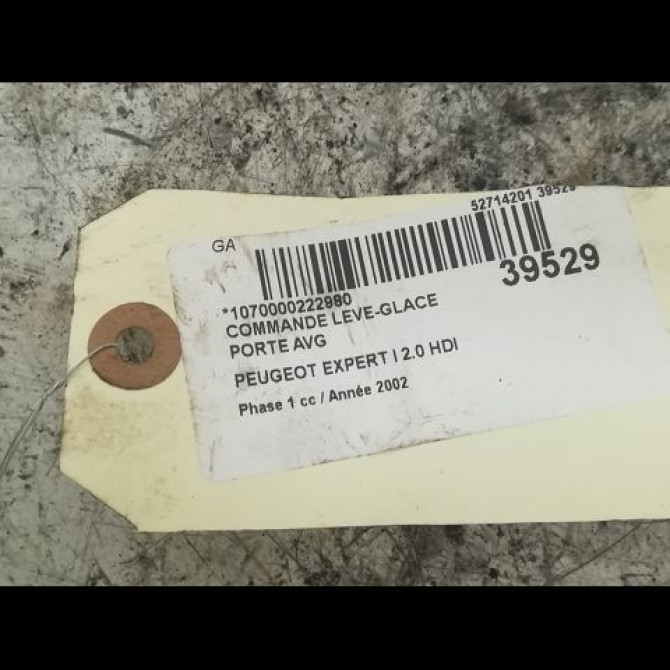 52714201 39529
GA
39529
*1070000222980
COMMANDE LEVE-GLACE
PORTE AVG
PEUGEOT EXPERT I 2.0 HDI
Phase 1 cc / Année 2002